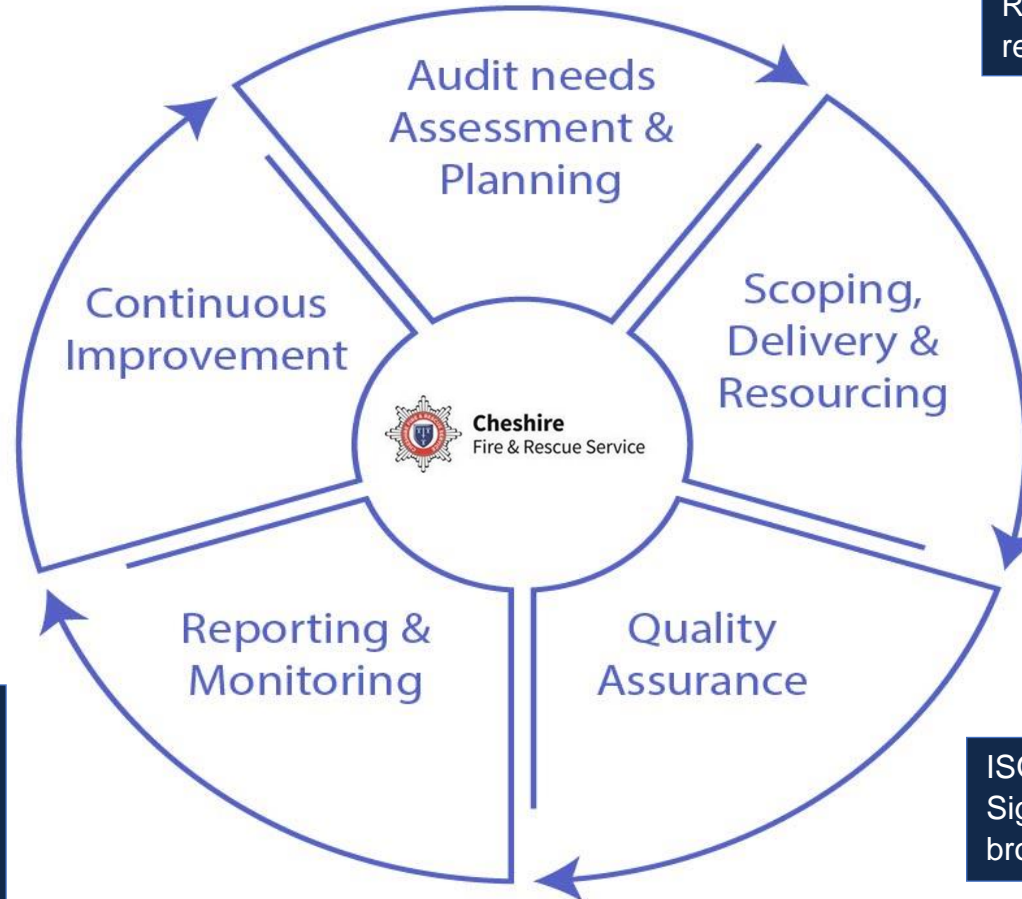 Audit needs
Assessment &
Planning
Scoping,
Delivery &
Resourcing
Quality
Assurance
Reporting &
Monitoring
Continuous
Improvement
Cheshire
Fire & Rescue Service